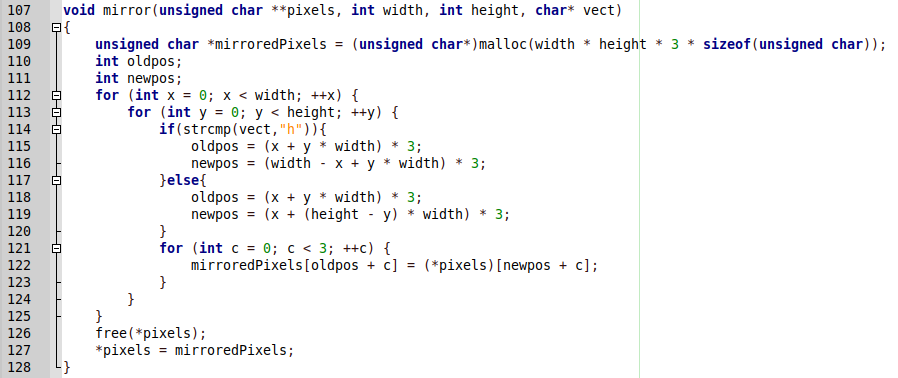 107 void mirror(unsigned char **pixels, int width, int height, char* vect)
108 {
109     unsigned char *mirroredPixels = (unsigned char*)malloc(width * height * 3 * sizeof(unsigned char));
110     int oldpos;
111     int newpos;
112     for (int x = 0; x < width; ++x) {
113         for (int y = 0; y < height; ++y) {
114             if(strcmp(vect,"h")){
115                 oldpos = (x + y * width) * 3;
116                 newpos = (width - x + y * width) * 3;
117             }else{
118                 oldpos = (x + y * width) * 3;
119                 newpos = (x + (height - y) * width) * 3;
120             }
121             for (int c = 0; c < 3; ++c) {
122                 mirroredPixels[oldpos + c] = (*pixels)[newpos + c];
123             }
124         }
125     }
126     free(*pixels);
127     *pixels = mirroredPixels;
128 }